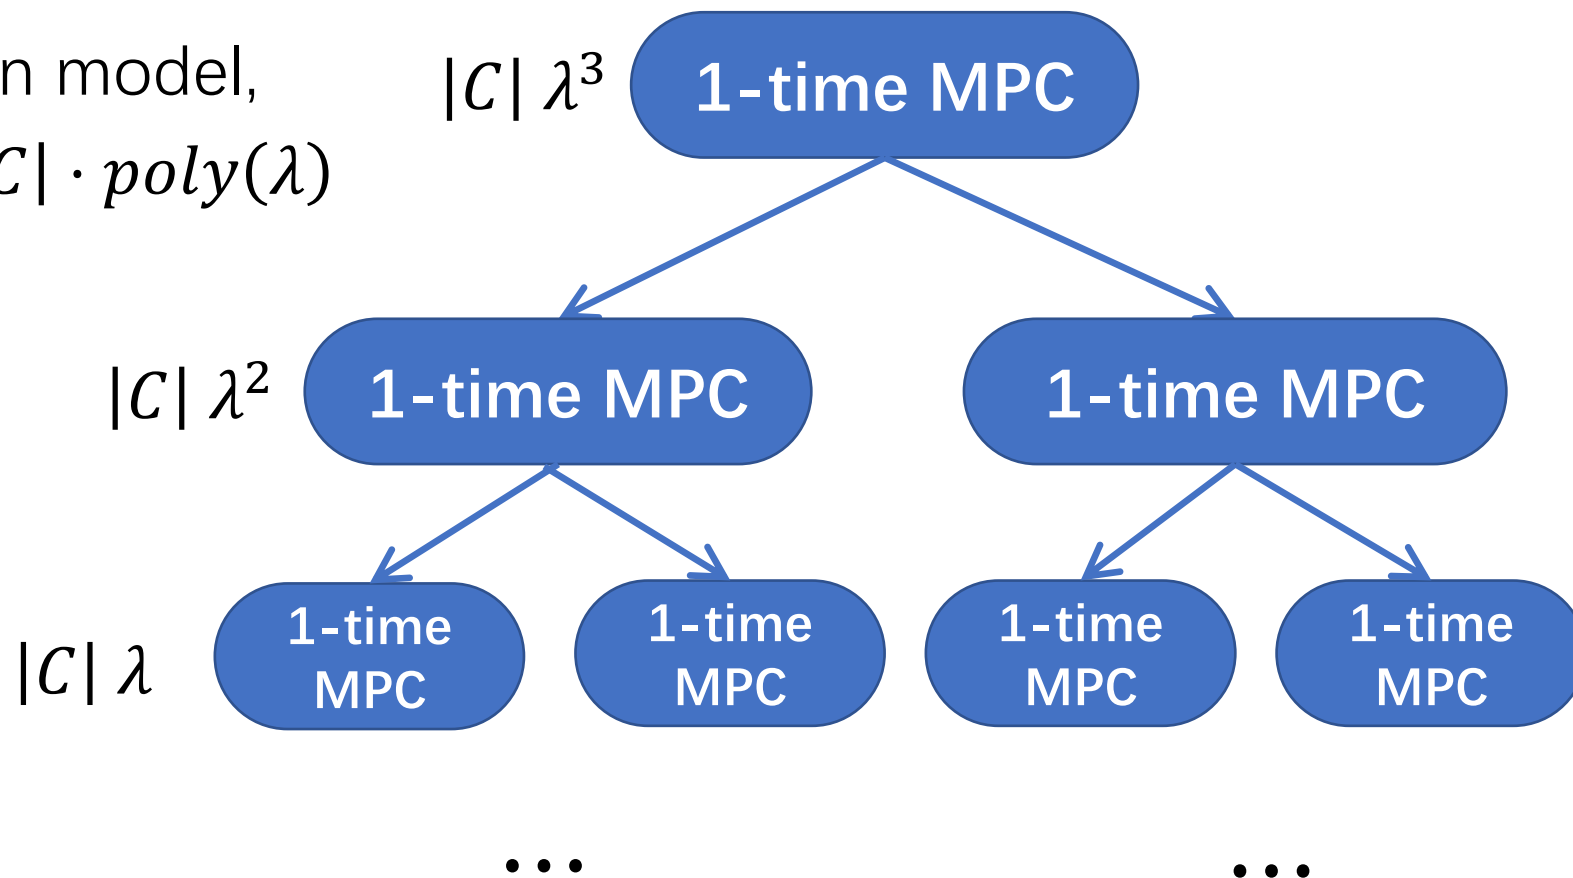 n model,
C| · poly(λ)
|C| λ³
1-time MPC
|C| λ²
1-time MPC
1-time MPC
|C| λ
1-time
MPC
1-time
MPC
1-time
MPC
1-time
MPC
...
...